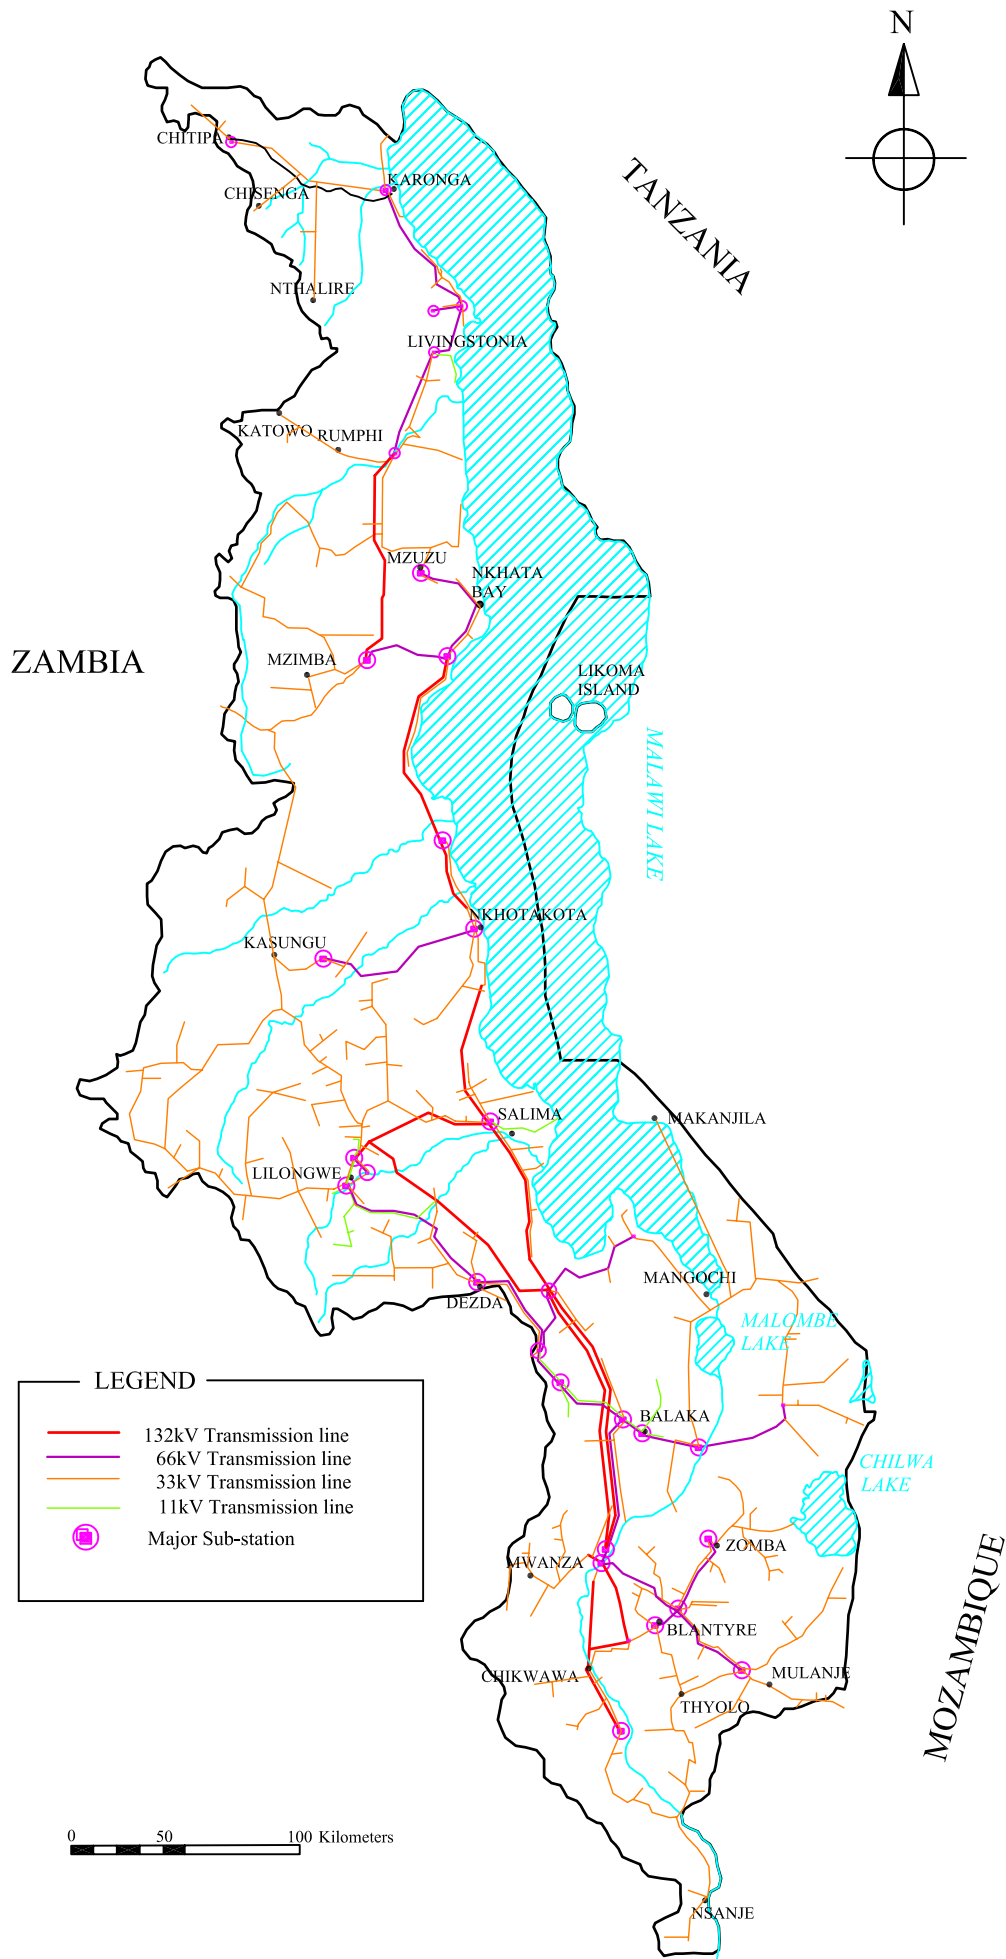 N
CHITIPA
KARONGA
CHISENGA
TANZANIA
NTHALIRE
LIVINGSTONIA
KATOWO
RUMPHI
MZUZU
NKHATA
BAY
ZAMBIA
MZIMBA
LIKOMA
ISLAND
MALAWI LAKE
NKHOTAKOTA
KASUNGU
SALIMA
MAKANJILA
LILONGWE
MANGOCHI
DEZDA
MALOMBE
LAKE
LEGEND
132kV Transmission line
66kV Transmission line
33kV Transmission line
11kV Transmission line
Major Sub-station
BALAKA
CHILWA
LAKE
MWANZA
ZOMBA
BLANTYRE
MOZAMBIQUE
CHIKWAWA
MULANJE
THYOLO
0 50 100 Kilometers
NSANJE